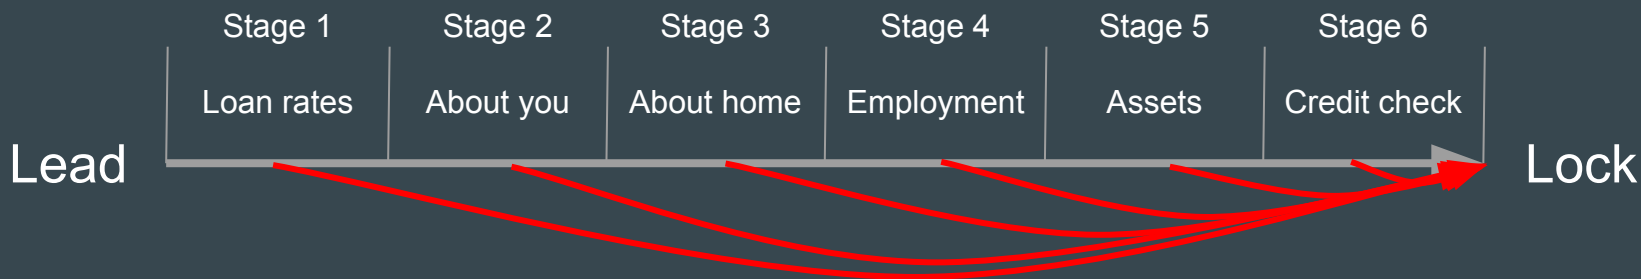 Stage 1
Stage 2
Stage 3
Stage 4
Stage 5
Stage 6
Loan rates
About you
About home
Employment
Assets
Credit check
Lead
Lock